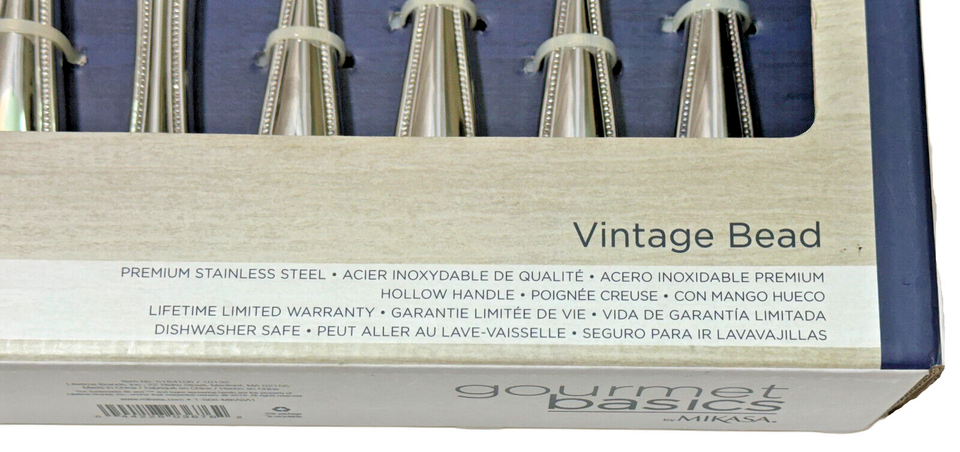 Vintage Bead
PREMIUM STAINLESS STEEL • ACIER INOXYDABLE DE QUALITÉ • ACERO INOXIDABLE PREMIUM
HOLLOW HANDLE • POIGNÉE CREUSE • CON MANGO HUECO
LIFETIME LIMITED WARRANTY • GARANTIE LIMITÉE DE VIE • VIDA DE GARANTÍA LIMITADA
DISHWASHER SAFE • PEUT ALLER AU LAVE-VAISSELLE • SEGURO PARA IR LAVAVAJILLAS
gourmet
basics
by MIKASA